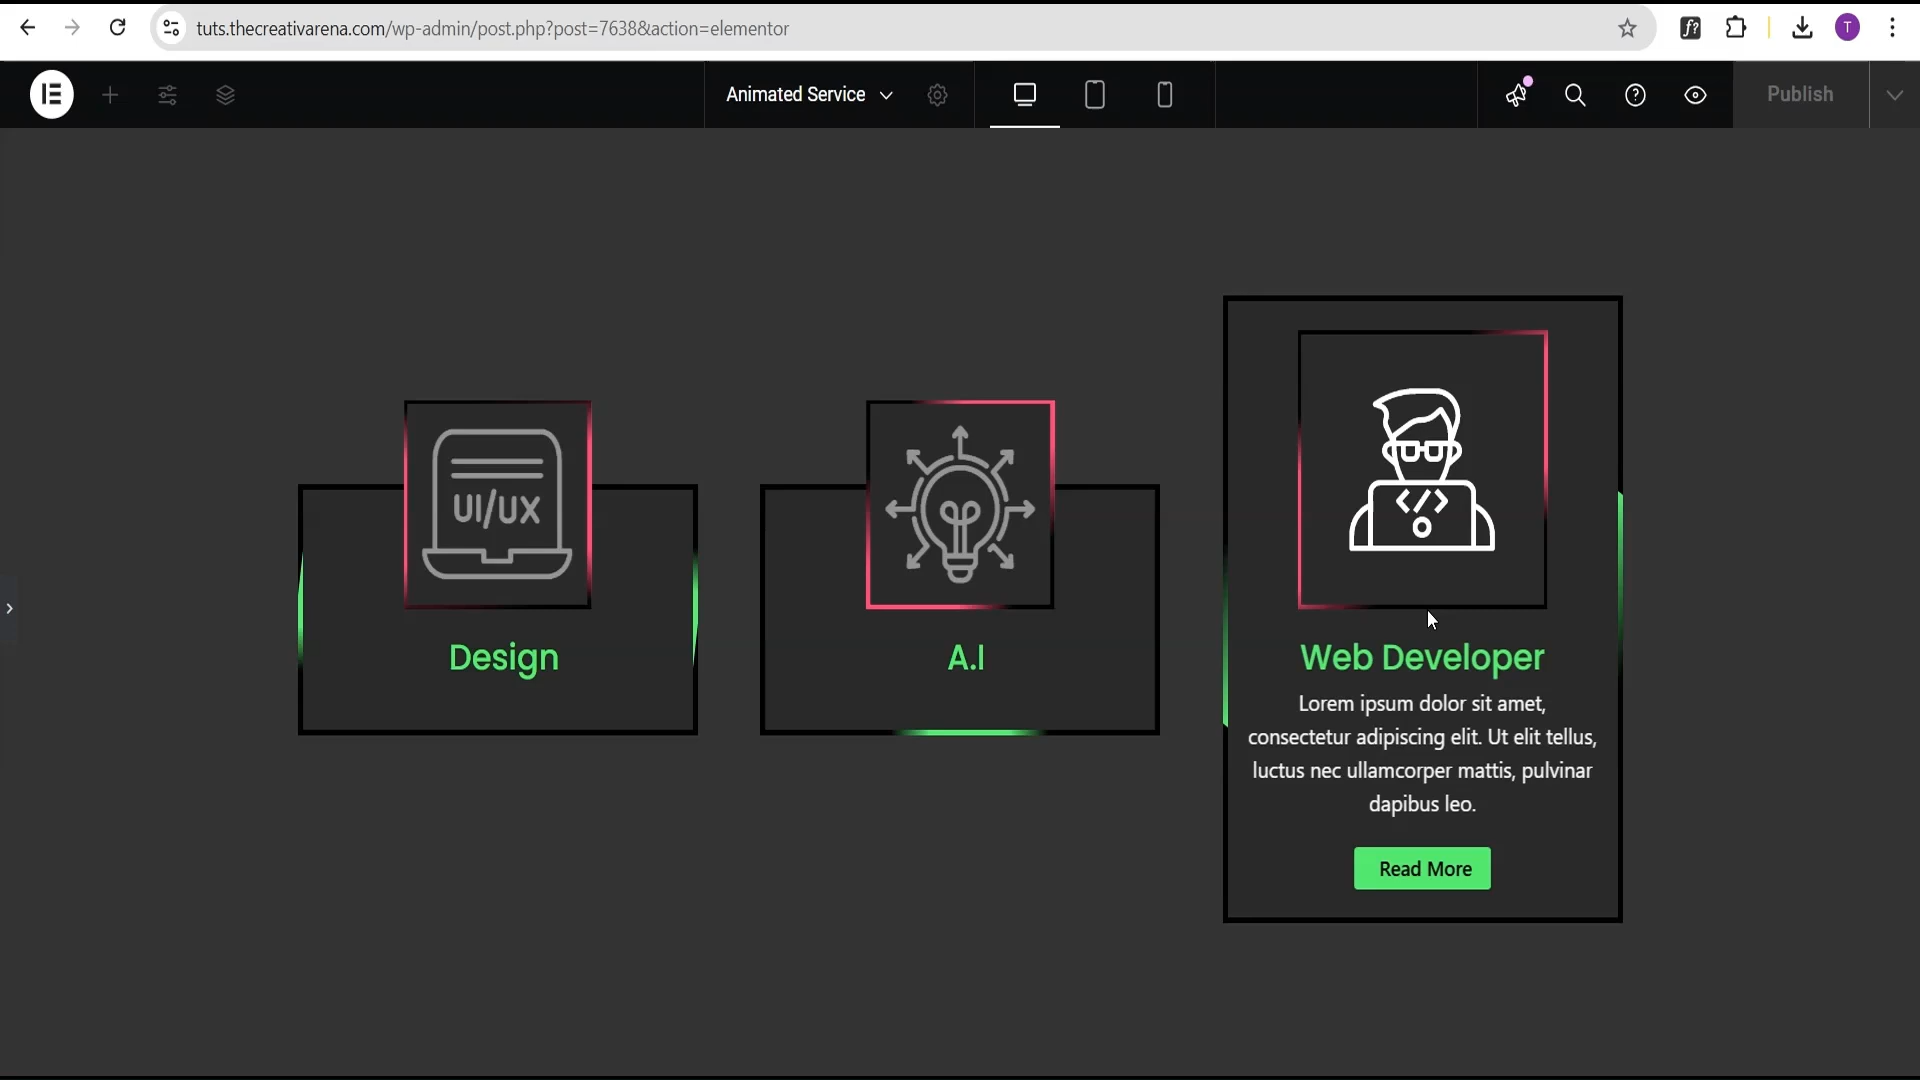 tuts.thecreativarena.com/wp-admin/post.php?post=7638&action=elementor
f?
T
Animated Service
Publish
UI/UX
Design
A.I
</>
Web Developer
Lorem ipsum dolor sit amet,
consectetur adipiscing elit. Ut elit tellus,
luctus nec ullamcorper mattis, pulvinar
dapibus leo.
Read More